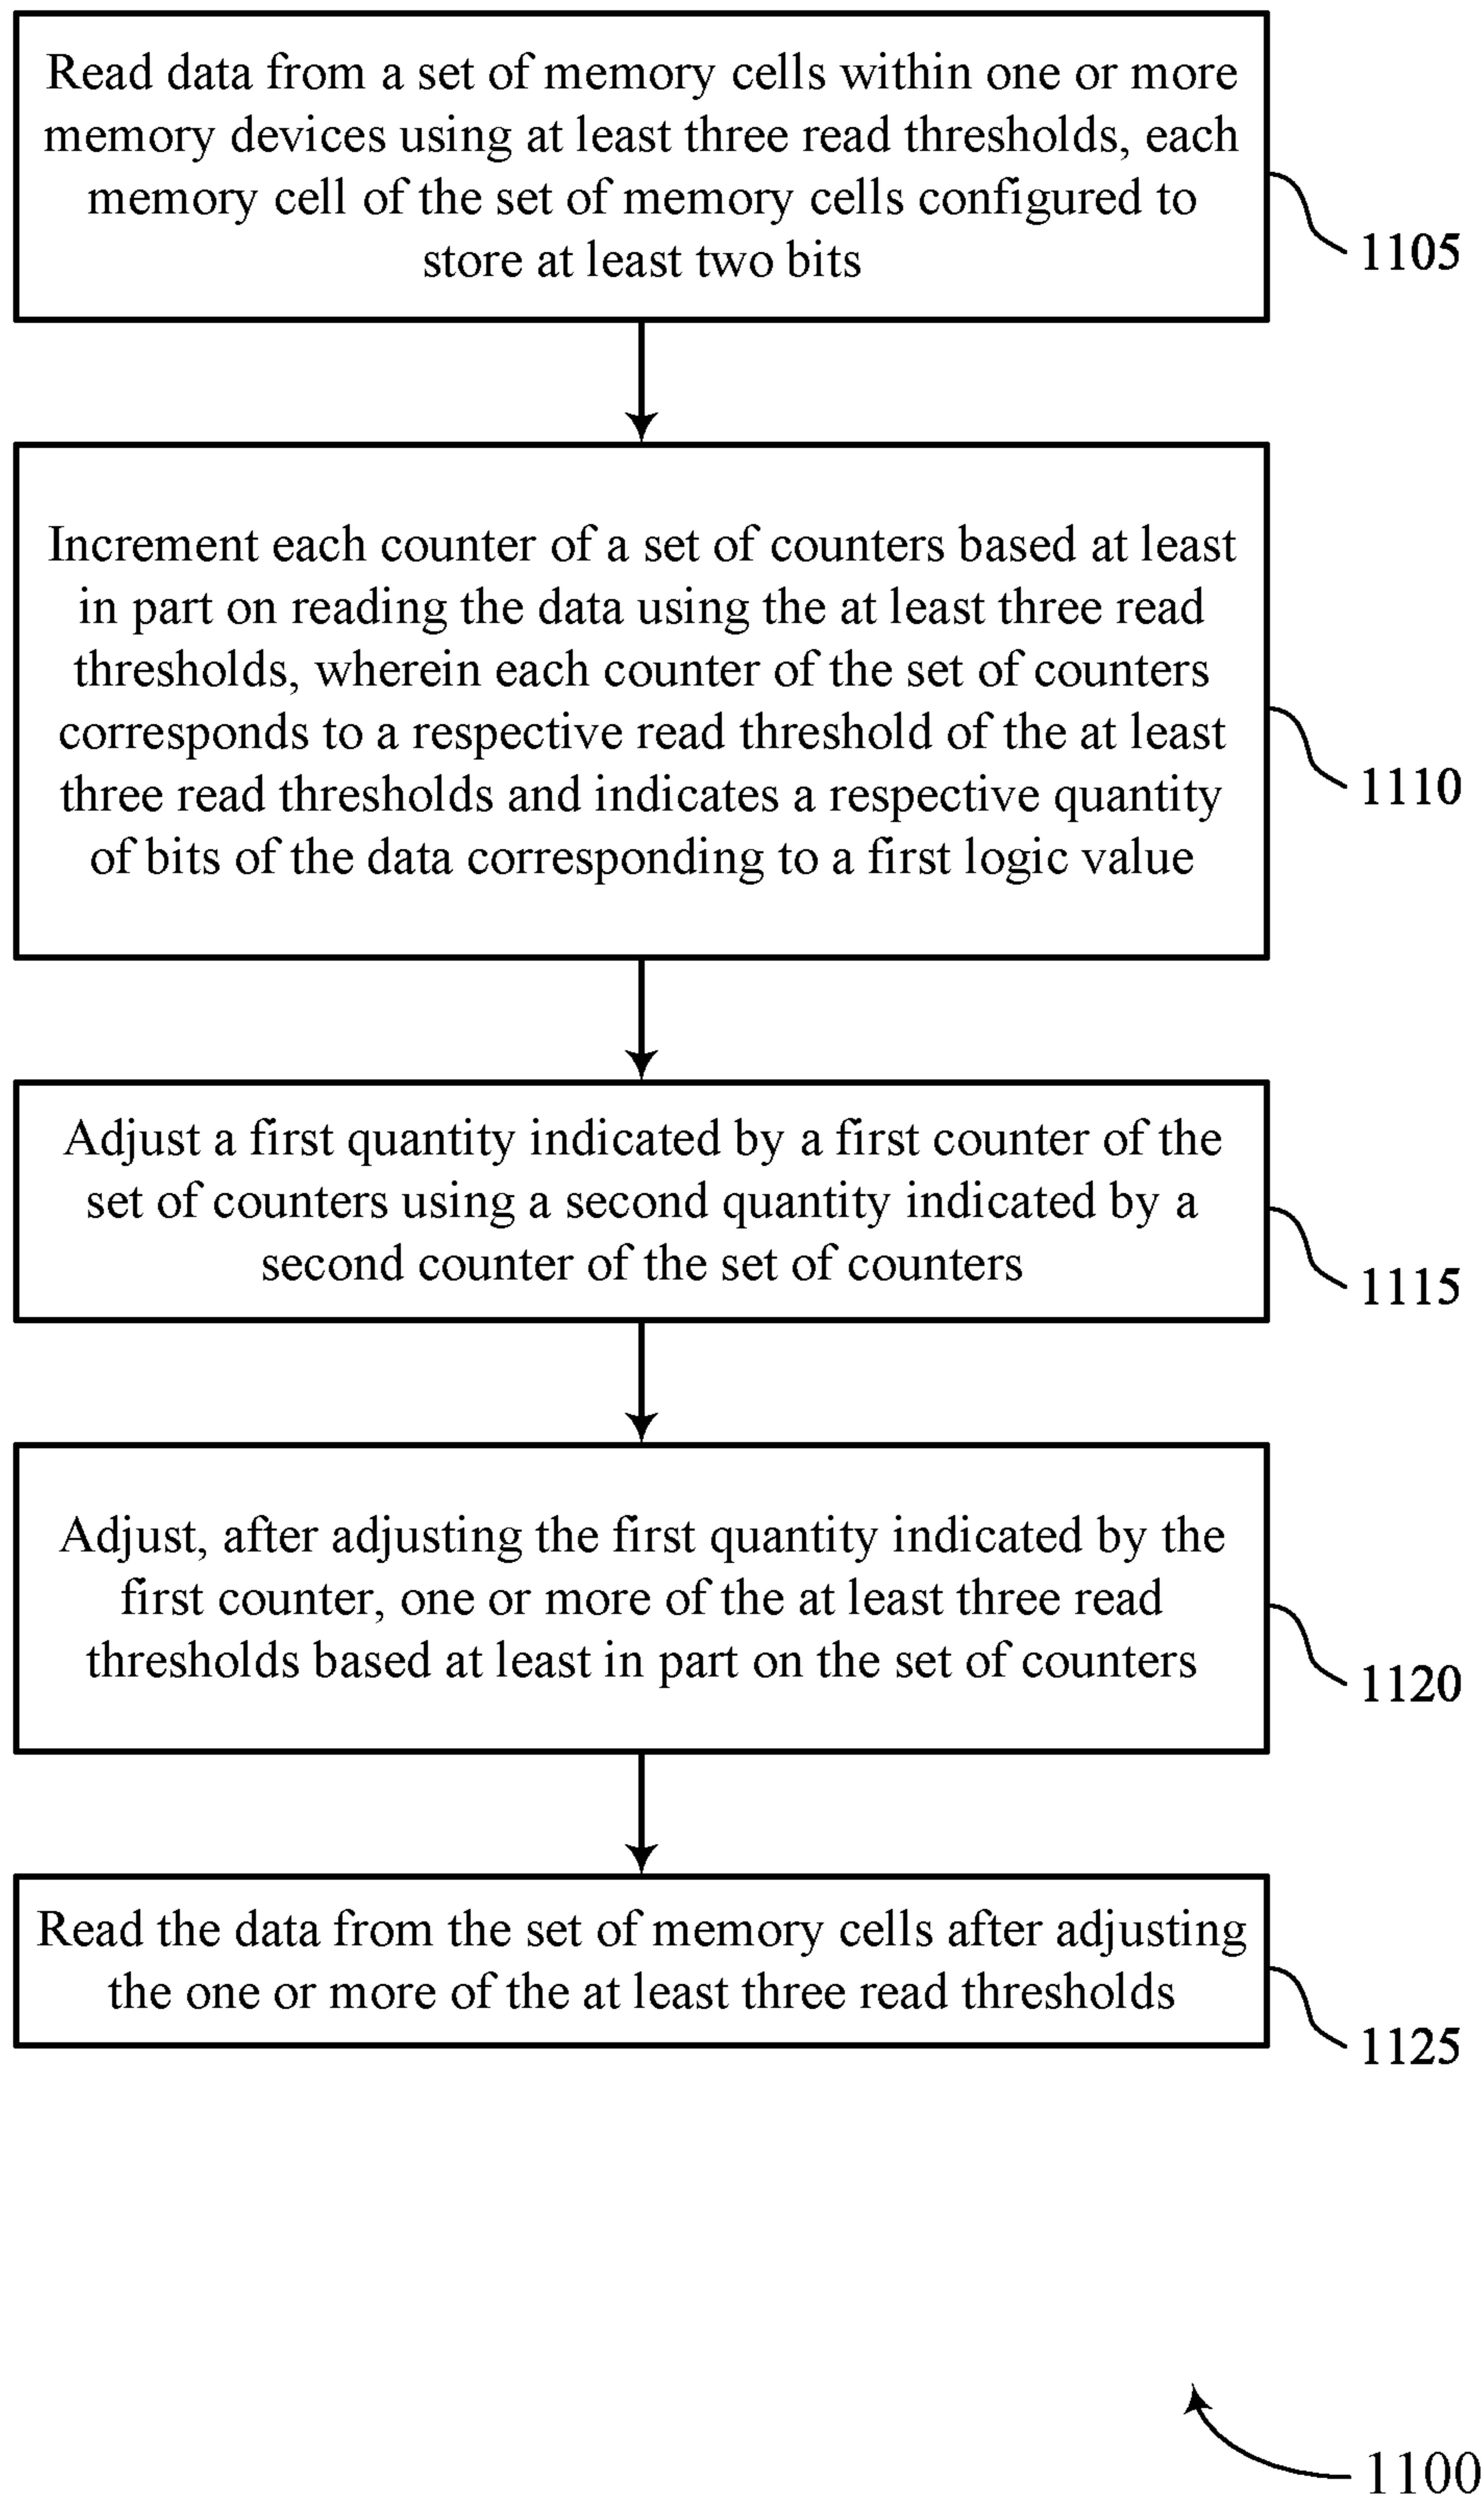 Read data from a set of memory cells within one or more
memory devices using at least three read thresholds, each
memory cell of the set of memory cells configured to
store at least two bits
1105
Increment each counter of a set of counters based at least
in part on reading the data using the at least three read
thresholds, wherein each counter of the set of counters
corresponds to a respective read threshold of the at least
three read thresholds and indicates a respective quantity
of bits of the data corresponding to a first logic value
1110
Adjust a first quantity indicated by a first counter of the
set of counters using a second quantity indicated by a
second counter of the set of counters
1115
Adjust, after adjusting the first quantity indicated by the
first counter, one or more of the at least three read
thresholds based at least in part on the set of counters
1120
Read the data from the set of memory cells after adjusting
the one or more of the at least three read thresholds
1125
1100